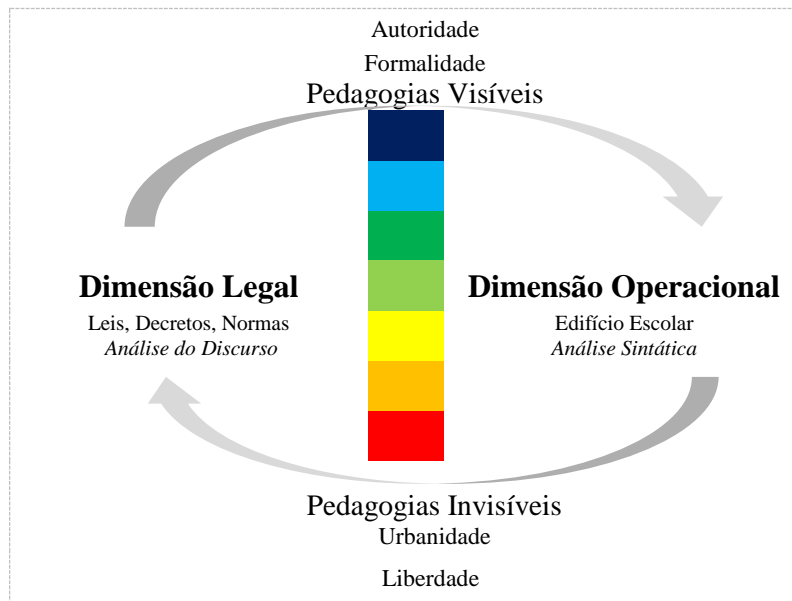 Autoridade
Formalidade
Pedagogias Visíveis
Dimensão Legal
Leis, Decretos, Normas
Análise do Discurso
Dimensão Operacional
Edifício Escolar
Análise Sintática
Pedagogias Invisíveis
Urbanidade
Liberdade